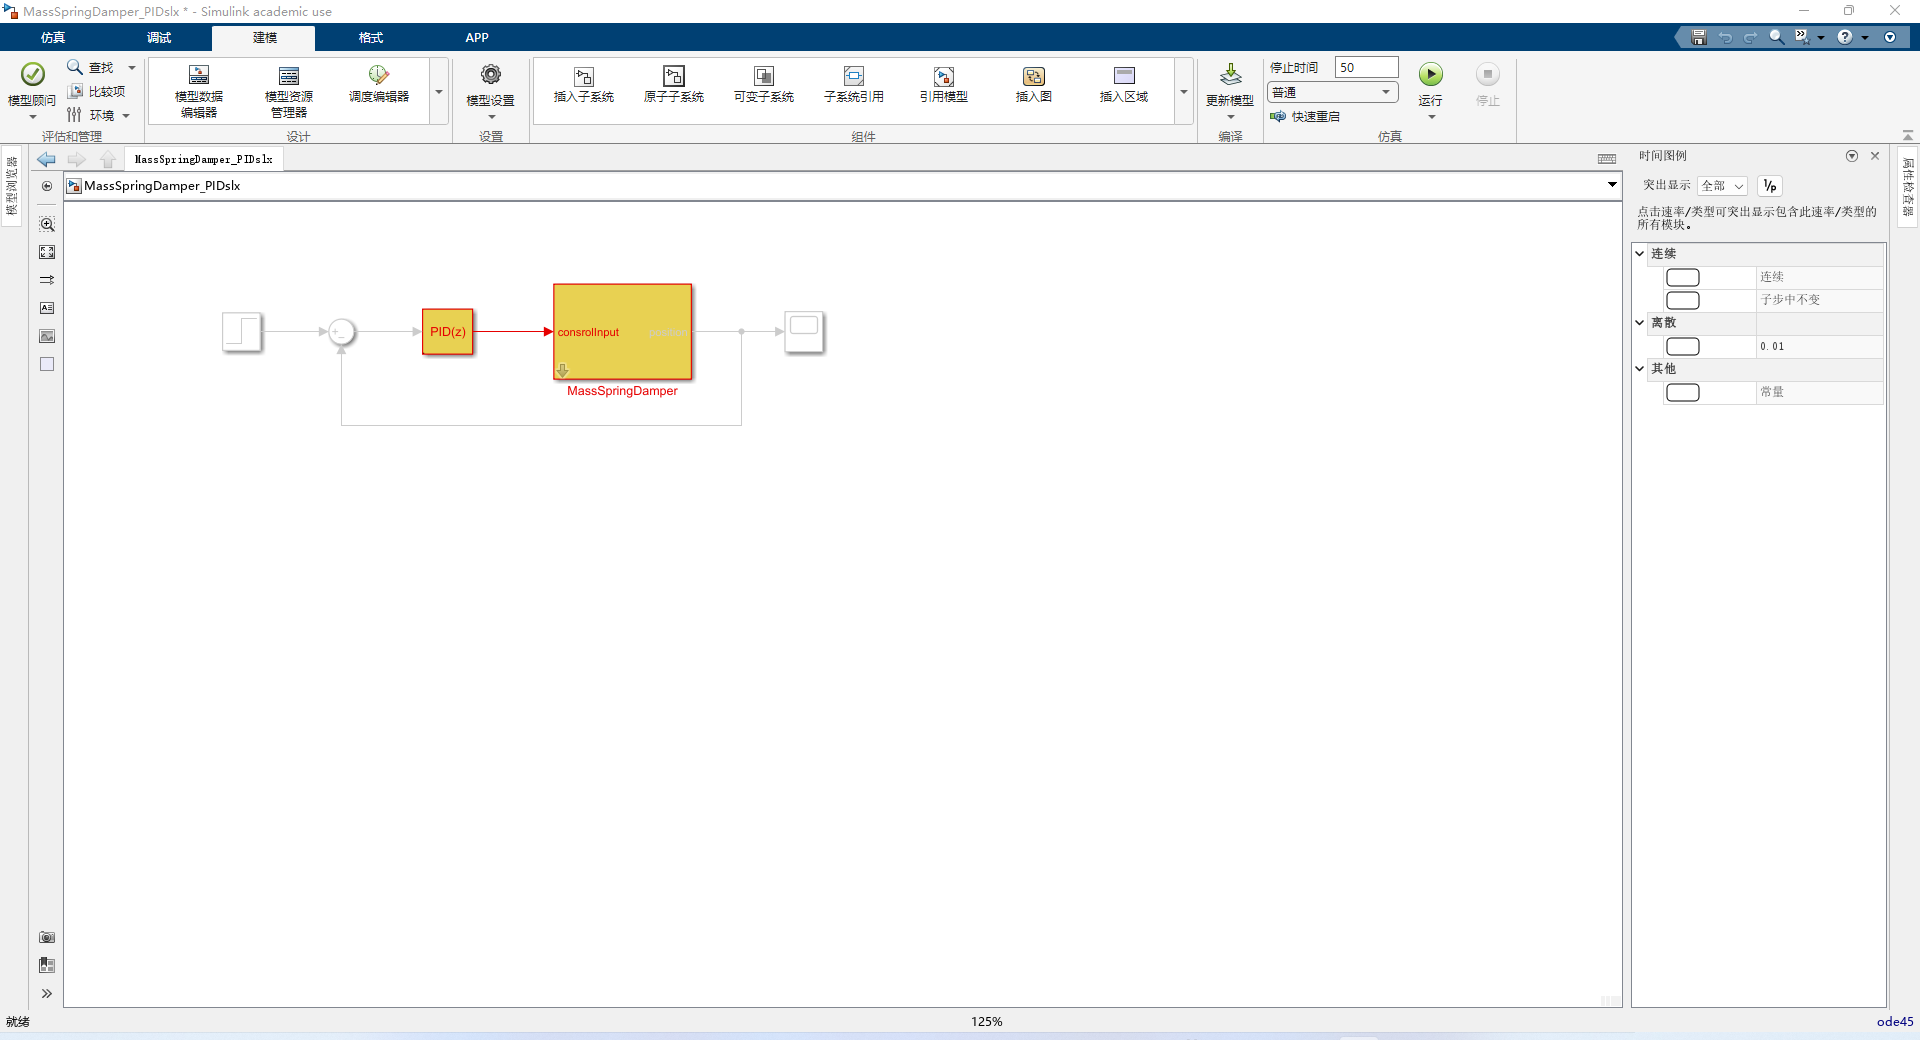 MassSpringDamper_PIDslx * - Simulink academic use
仿真
调试
建模
格式
APP
模型顾问
查找
比较项
环境
评估和管理
模型数据
编辑器
模型资源
管理器
调度编辑器
设计
模型设置
设置
插入子系统
原子子系统
可变子系统
子系统引用
引用模型
插入图
插入区域
组件
更新模型
编译
停止时间 50
普通
快速重启
运行
停止
仿真
模型浏览器
MassSpringDamper_PIDslx
MassSpringDamper_PIDslx
PID(z)
consrolInput
MassSpringDamper
时间图例
突出显示 全部 1/p
点击速率/类型可突出显示包含此速率/类型的
所有模块。
连续
连续
子步中不变
离散
0.01
其他
常量
属性检查器
就绪
125%
ode45